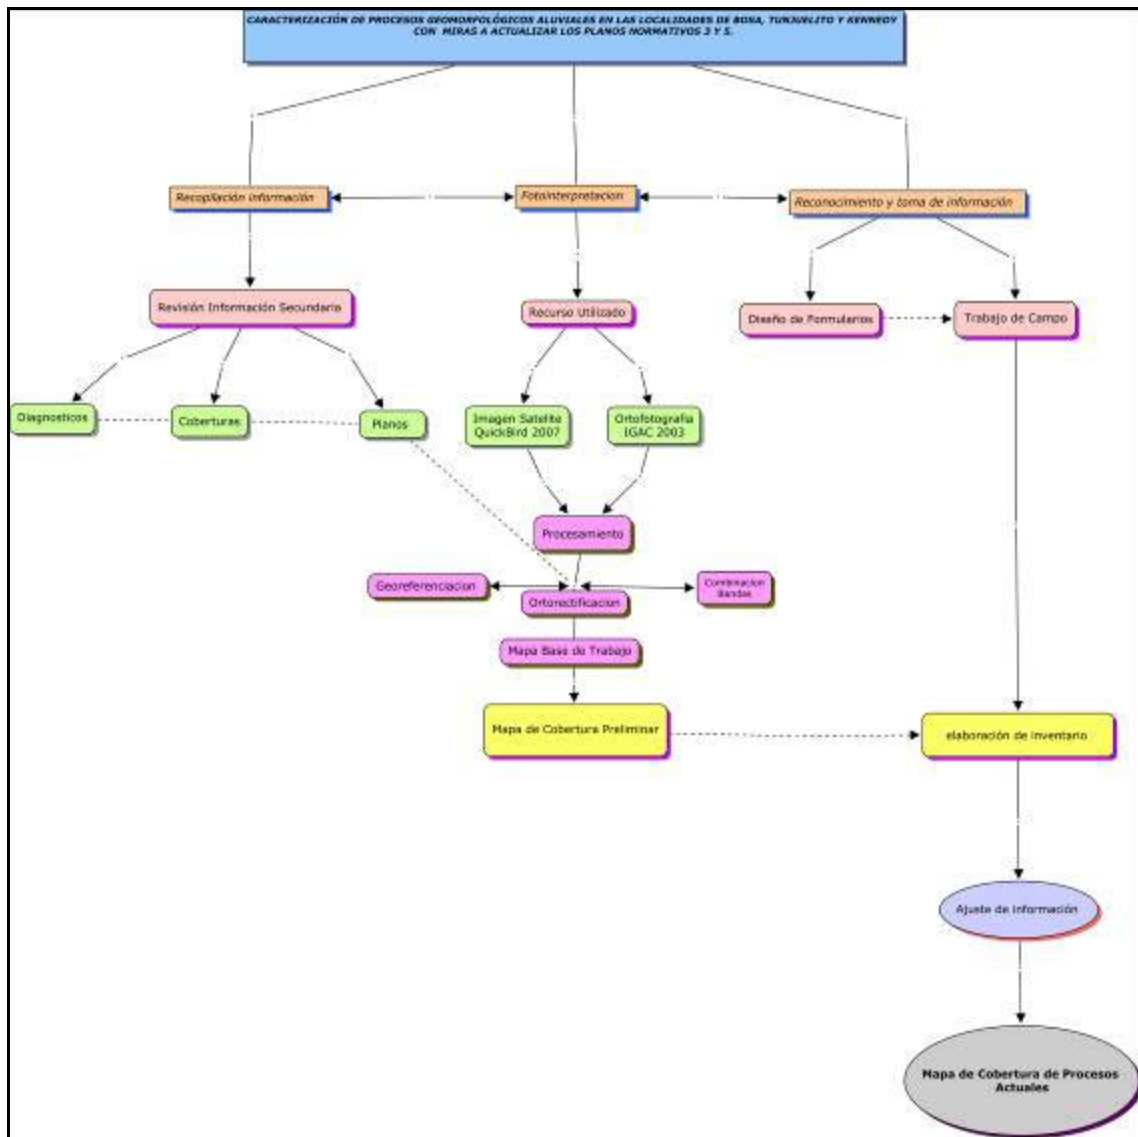 CARACTERIZACIÓN DE PROCESOS GEOMORFOLÓGICOS ALUVIALES EN LAS LOCALIDADES DE BOSA, TUNJUELITO Y KENNEDY
CON MIRAS A ACTUALIZAR LOS PLANOS NORMATIVOS 3 Y 5.
Recopilación información
Fotointerpretacion
Reconocimiento y toma de información
Revisión Información Secundaria
Recurso Utilizado
Diseño de Formularios
Trabajo de Campo
Diagnosticos
Coberturas
Planos
Imagen Satelite
QuickBird 2007
Ortofotografia
IGAC 2003
Procesamiento
Georeferenciacion
Combinacion
Bandas
Ortorectificacion
Mapa Base de Trabajo
Mapa de Cobertura Preliminar
elaboración de Inventario
Ajuste de Información
Mapa de Cobertura de Procesos
Actuales